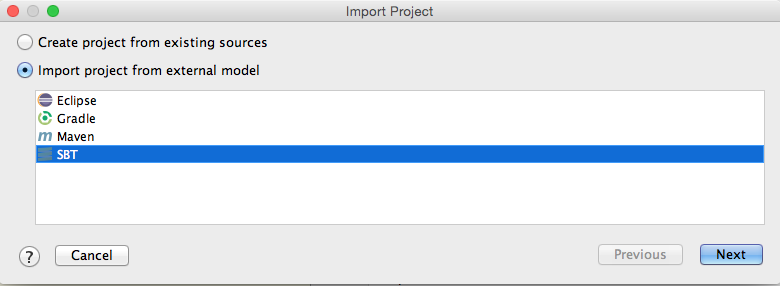 Import Project
Create project from existing sources
Import project from external model
Eclipse
Gradle
m Maven
SBT
? Cancel Previous Next